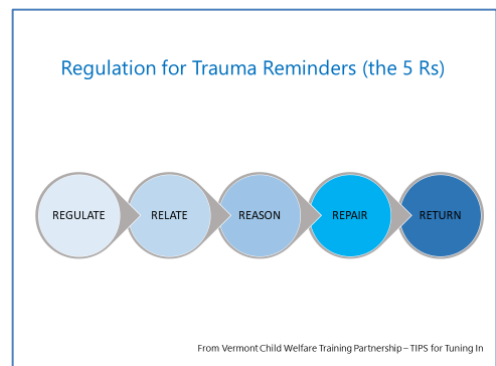 Regulation for Trauma Reminders (the 5 Rs)
REGULATE RELATE REASON REPAIR RETURN
From Vermont Child Welfare Training Partnership – TIPS for Tuning In